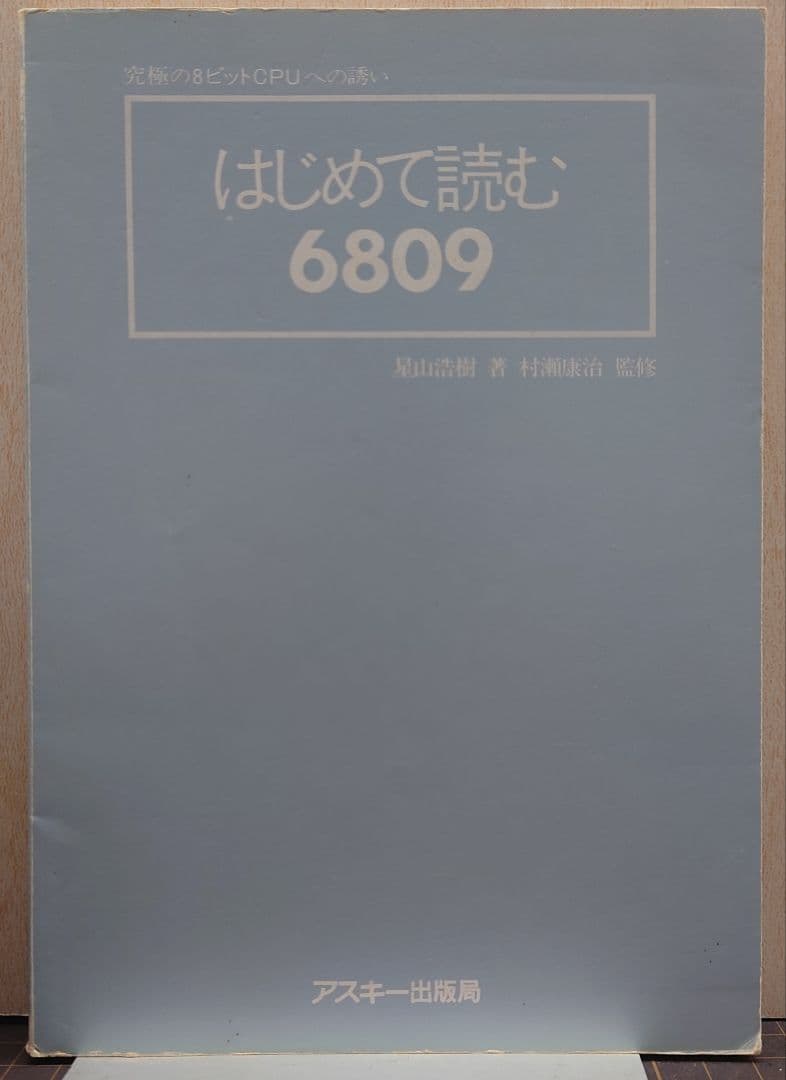 究極の8ビットCPUへの誘い
はじめて読む
6809
星山浩樹 著 村瀬康治 監修
アスキー出版局